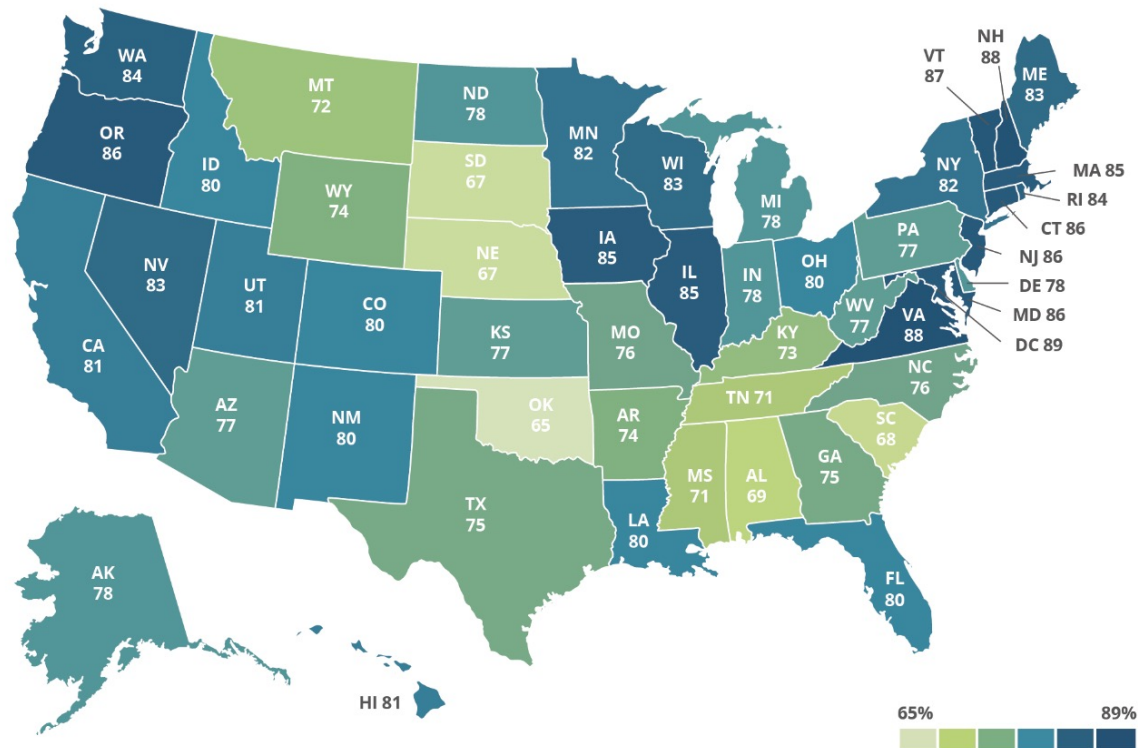 NH
88
VT
87
WA
84
ME
83
MT
72
ND
78
OR
86
MN
82
ID
80
SD
67
WI
83
NY
82
MA 85
WY
74
MI
78
RI 84
CT 86
PA
77
NJ 86
NE
67
IA
85
OH
80
IN
78
IL
85
DE 78
NV
83
UT
81
CO
80
WV
77
MD 86
VA
88
DC 89
CA
81
KS
77
MO
76
KY
73
NC
76
TN 71
AZ
77
NM
80
OK
65
AR
74
SC
68
MS
71
AL
69
GA
75
TX
75
LA
80
AK
78
FL
80
HI 81
65% 89%